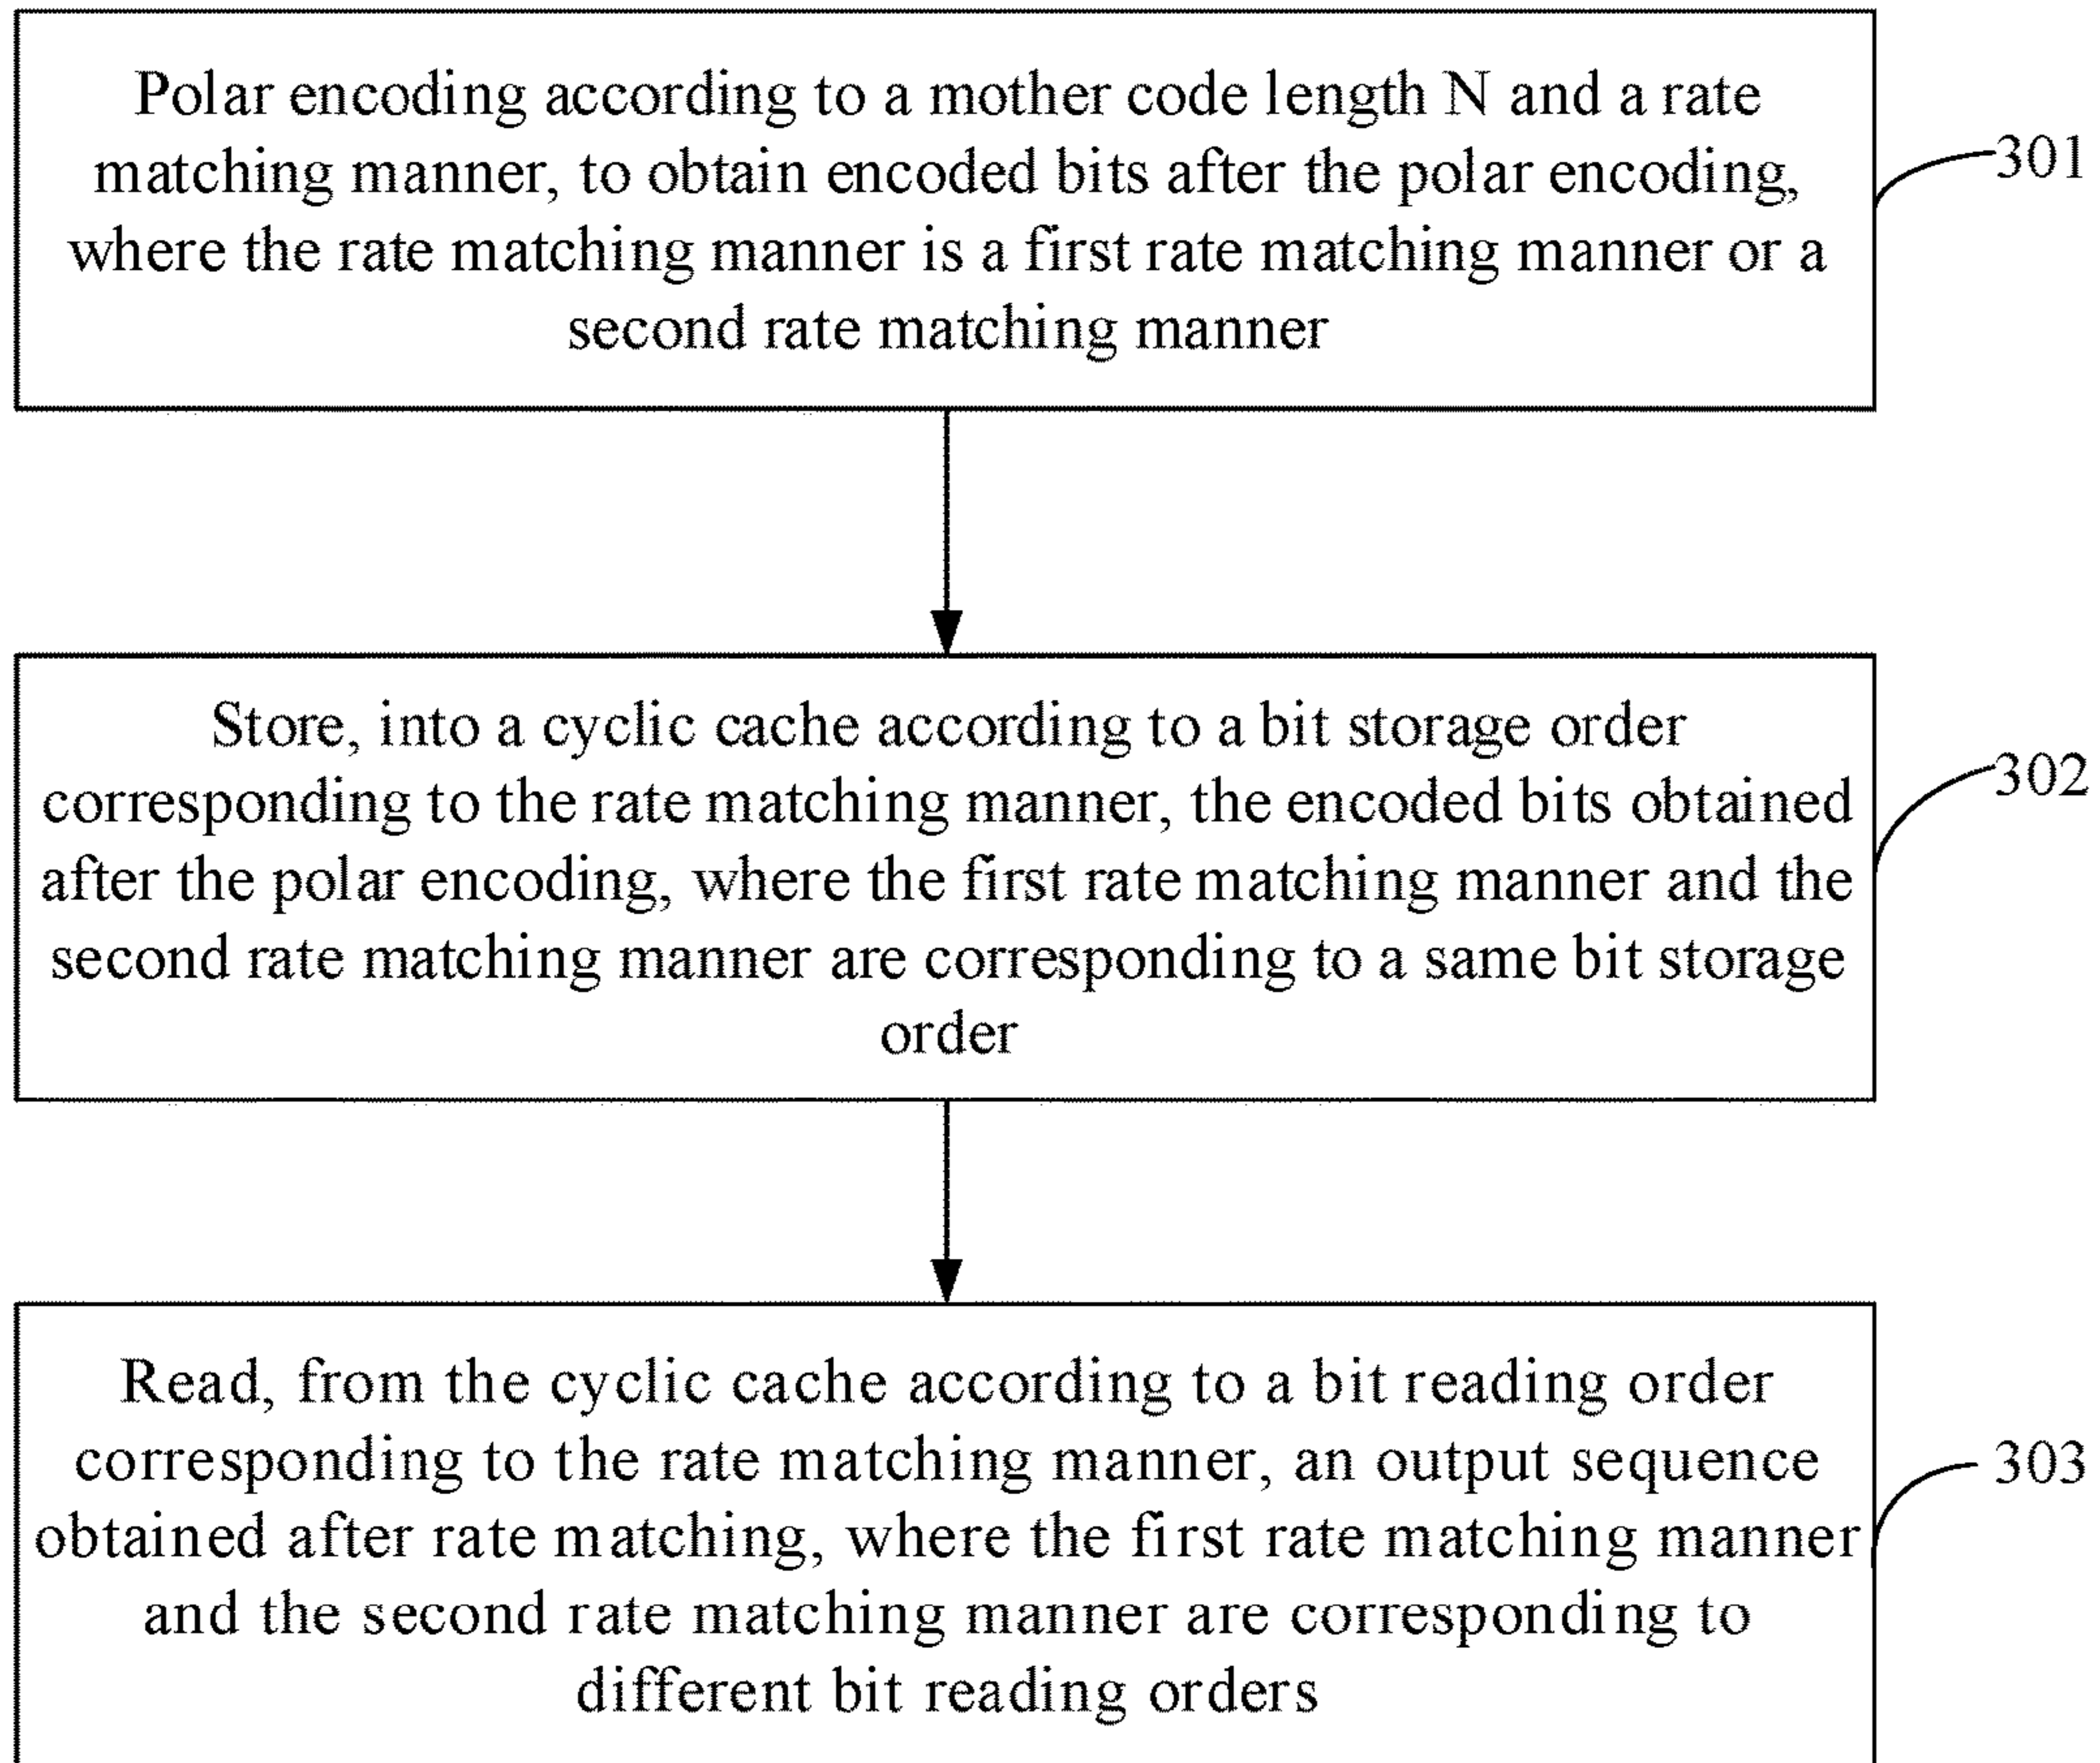 Polar encoding according to a mother code length N and a rate
matching manner, to obtain encoded bits after the polar encoding,
where the rate matching manner is a first rate matching manner or a
second rate matching manner
301
Store, into a cyclic cache according to a bit storage order
corresponding to the rate matching manner, the encoded bits obtained
after the polar encoding, where the first rate matching manner and the
second rate matching manner are corresponding to a same bit storage
order
302
Read, from the cyclic cache according to a bit reading order
corresponding to the rate matching manner, an output sequence
obtained after rate matching, where the first rate matching manner
and the second rate matching manner are corresponding to
different bit reading orders
303